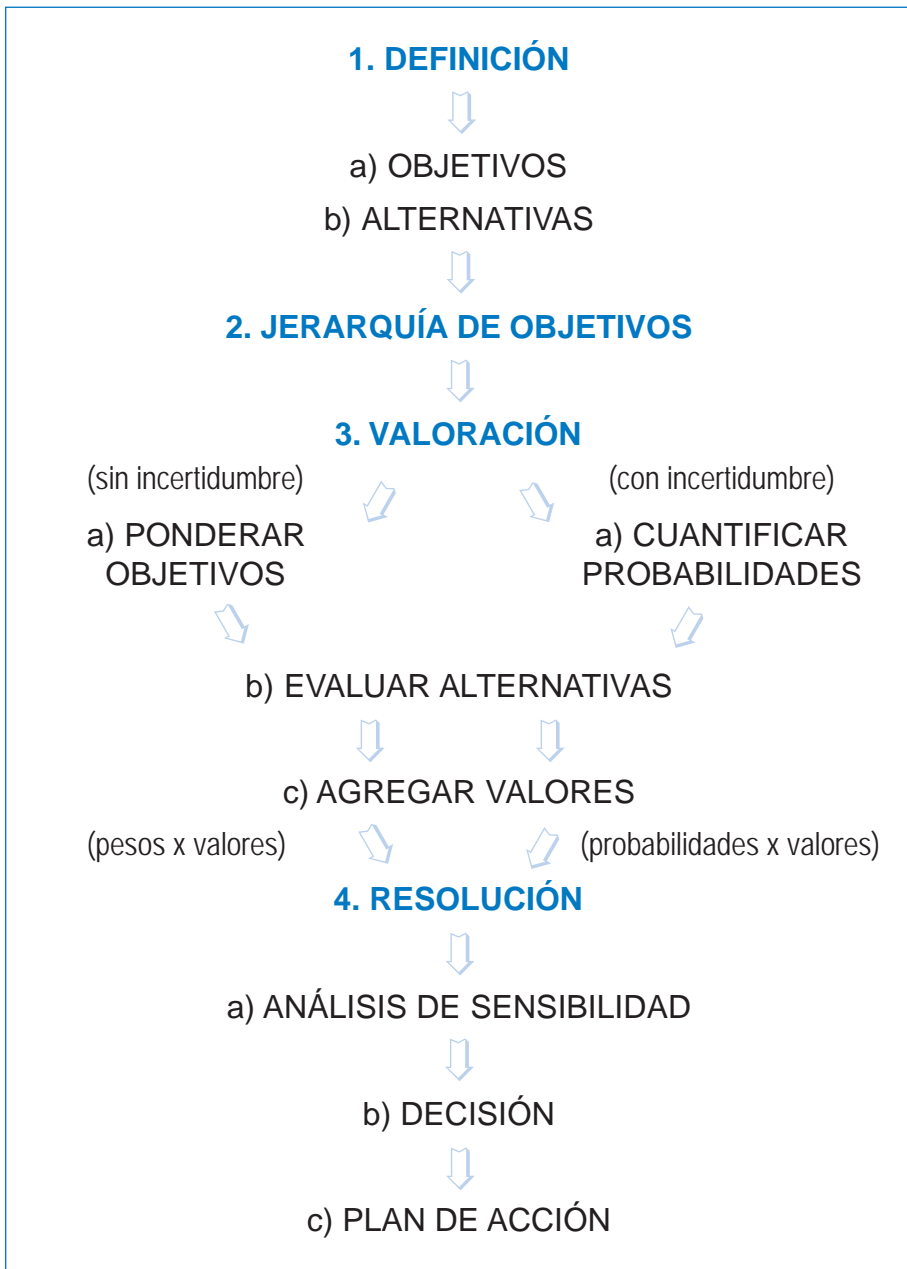 1. DEFINICIÓN
a) OBJETIVOS
b) ALTERNATIVAS
2. JERARQUÍA DE OBJETIVOS
3. VALORACIÓN
(sin incertidumbre)
(con incertidumbre)
a) PONDERAR
OBJETIVOS
a) CUANTIFICAR
PROBABILIDADES
b) EVALUAR ALTERNATIVAS
c) AGREGAR VALORES
(pesos x valores)
(probabilidades x valores)
4. RESOLUCIÓN
a) ANÁLISIS DE SENSIBILIDAD
b) DECISIÓN
c) PLAN DE ACCIÓN